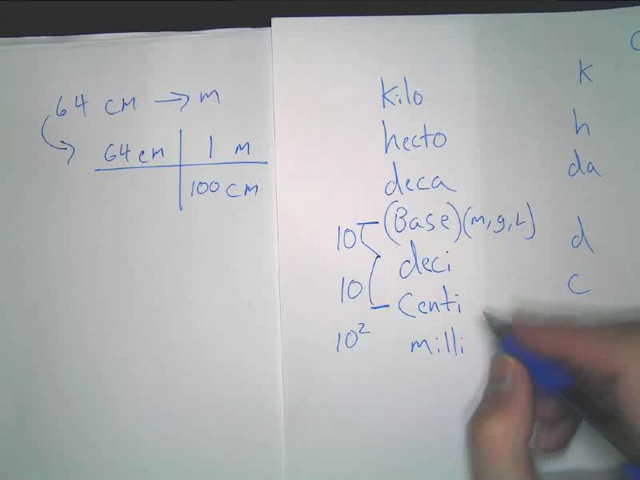 64 cm → m
64 cm | 1 m
100 cm
kilo k
hecto h
deca da
10 (Base) (m, g, L)
deci d
10 centi c
10² milli